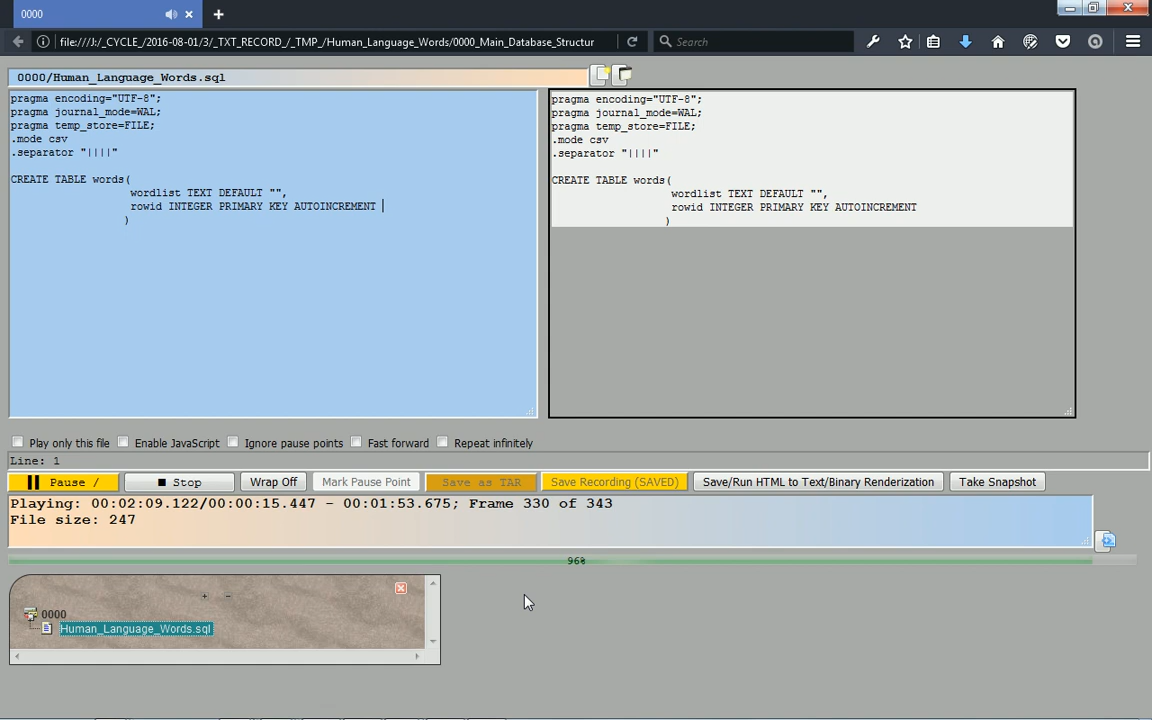 0000
file:///J:/_CYCLE_/2016-08-01/3/_TXT_RECORD_/_TMP_/Human_Language_Words/0000_Main_Database_Structur
Search
0000/Human_Language_Words.sql
pragma encoding="UTF-8";
pragma journal_mode=WAL;
pragma temp_store=FILE;
.mode csv
.separator "||||"
CREATE TABLE words(
wordlist TEXT DEFAULT "",
rowid INTEGER PRIMARY KEY AUTOINCREMENT
)
pragma encoding="UTF-8";
pragma journal_mode=WAL;
pragma temp_store=FILE;
.mode csv
.separator "||||"
CREATE TABLE words(
wordlist TEXT DEFAULT "",
rowid INTEGER PRIMARY KEY AUTOINCREMENT
)
Play only this file Enable JavaScript Ignore pause points Fast forward Repeat infinitely
Line: 1
Pause / Stop Wrap Off Mark Pause Point Save as TAR Save Recording (SAVED) Save/Run HTML to Text/Binary Renderization Take Snapshot
Playing: 00:02:09.122/00:00:15.447 - 00:01:53.675; Frame 330 of 343
File size: 247
96%
+ -
0000
Human_Language_Words.sql